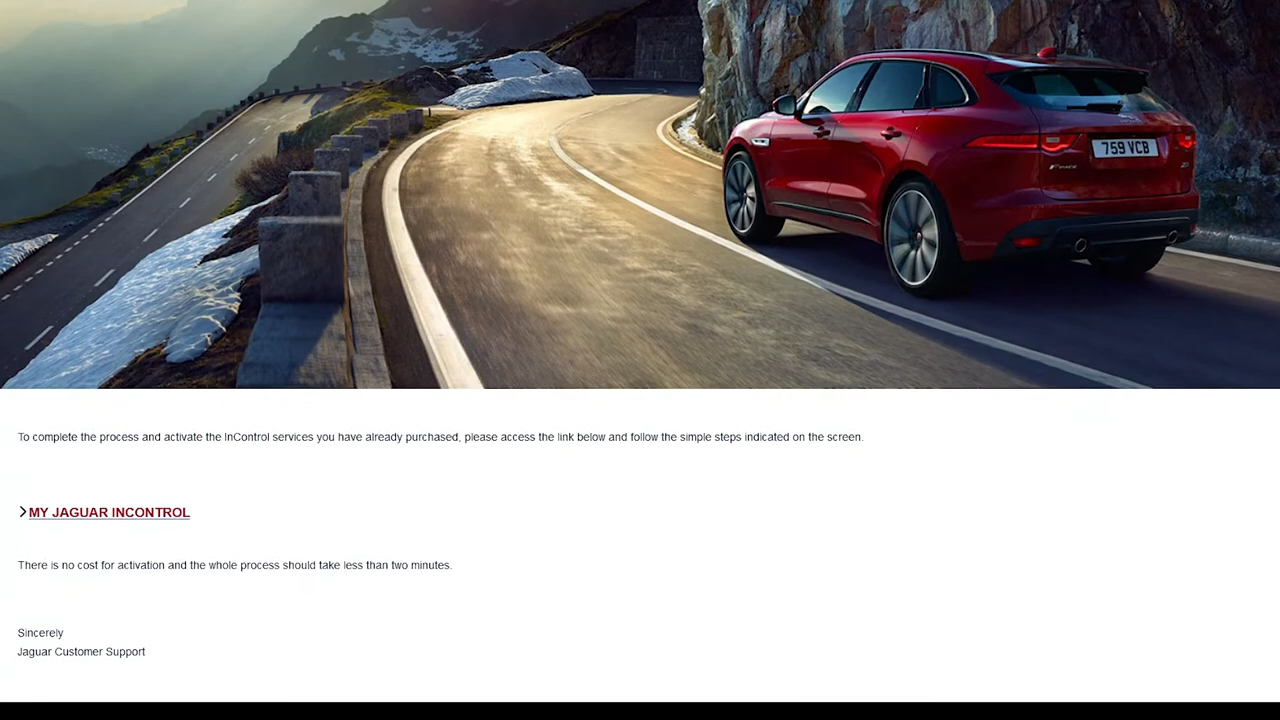 759 VCB
F-PACE
To complete the process and activate the InControl services you have already purchased, please access the link below and follow the simple steps indicated on the screen.
MY JAGUAR INCONTROL
There is no cost for activation and the whole process should take less than two minutes.
Sincerely
Jaguar Customer Support